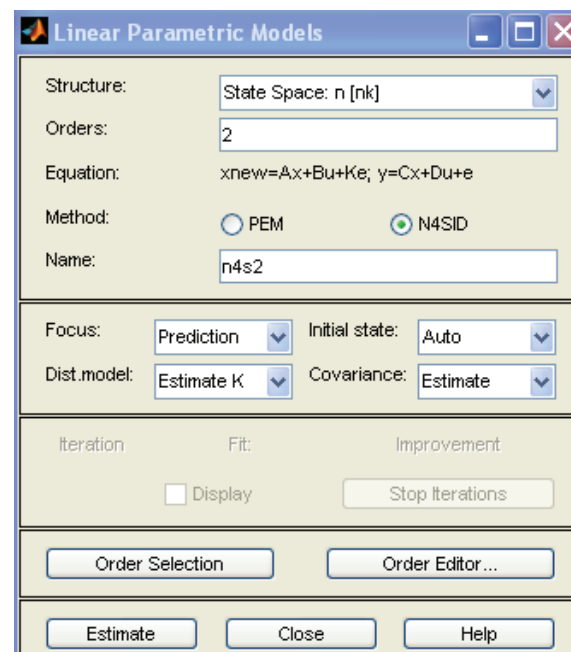 Linear Parametric Models
Structure: State Space: n [nk]
Orders: 2
Equation: xnew=Ax+Bu+Ke; y=Cx+Du+e
Method: PEM N4SID
Name: n4s2
Focus: Prediction Initial state: Auto
Dist.model: Estimate K Covariance: Estimate
Iteration Fit: Improvement
Display Stop Iterations
Order Selection Order Editor...
Estimate Close Help